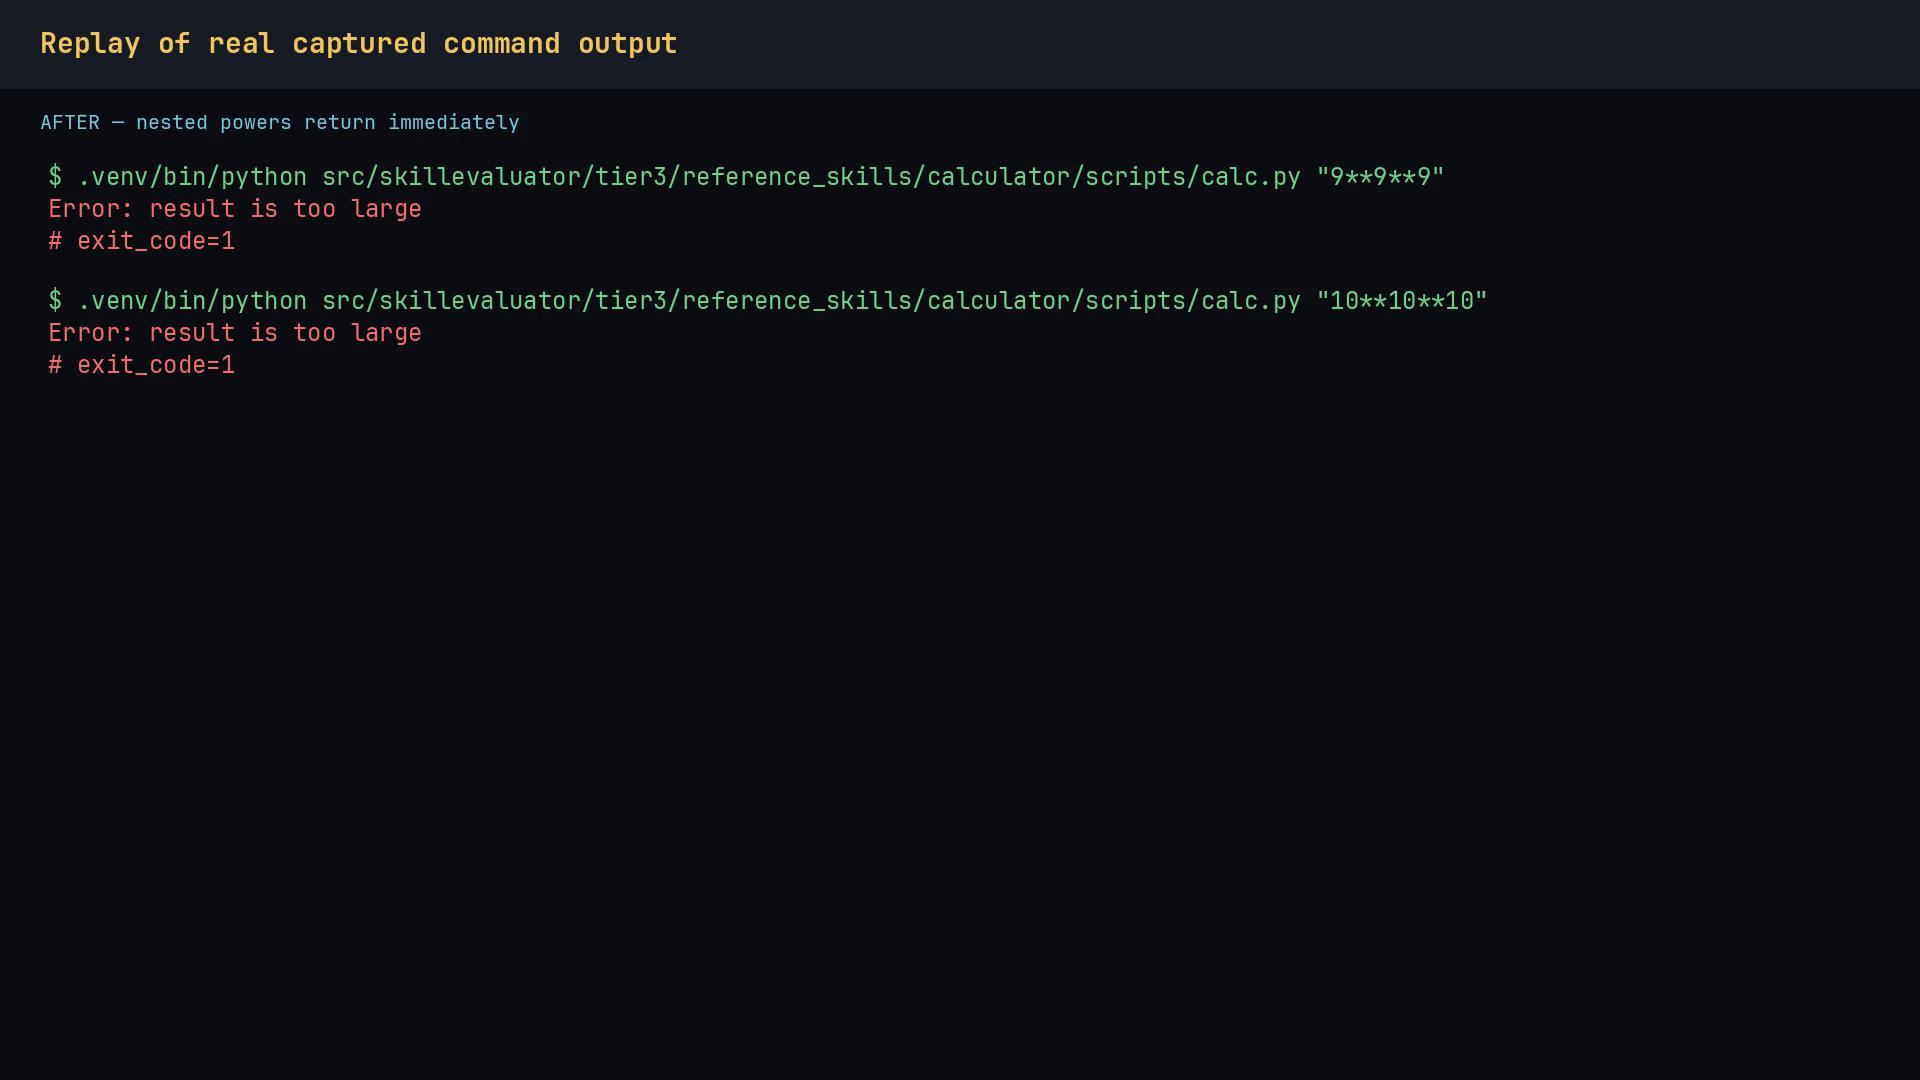 Replay of real captured command output
AFTER — nested powers return immediately
$ .venv/bin/python src/skillevaluator/tier3/reference_skills/calculator/scripts/calc.py "9**9**9"
Error: result is too large
# exit_code=1
$ .venv/bin/python src/skillevaluator/tier3/reference_skills/calculator/scripts/calc.py "10**10**10"
Error: result is too large
# exit_code=1